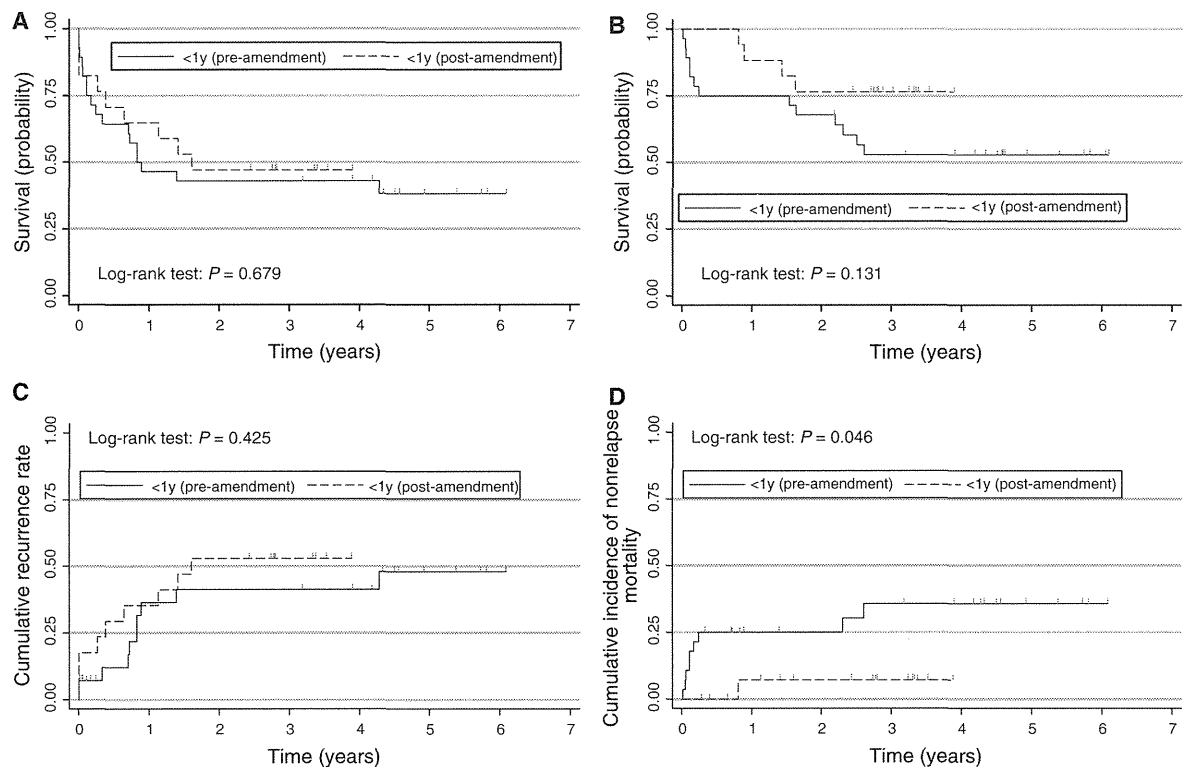 A
Survival (probability)
1.00
0.75
0.50
0.25
0.00
<1y (pre-amendment) <1y (post-amendment)
Log-rank test: P = 0.679
0 1 2 3 4 5 6 7
Time (years)
B
Survival (probability)
1.00
0.75
0.50
0.25
0.00
<1y (pre-amendment) <1y (post-amendment)
Log-rank test: P = 0.131
0 1 2 3 4 5 6 7
Time (years)
C
Cumulative recurrence rate
1.00
0.75
0.50
0.25
0.00
Log-rank test: P = 0.425
<1y (pre-amendment) <1y (post-amendment)
0 1 2 3 4 5 6 7
Time (years)
D
Cumulative incidence of nonrelapse
mortality
1.00
0.75
0.50
0.25
0.00
Log-rank test: P = 0.046
<1y (pre-amendment) <1y (post-amendment)
0 1 2 3 4 5 6 7
Time (years)